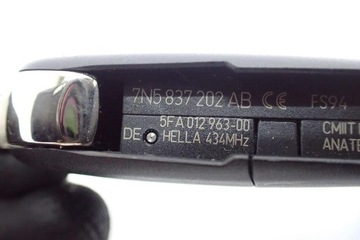 7N5 837 202 AB CE FS94
5FA 012 963-00
DE HELLA 434MHz
CMIIT
ANATE